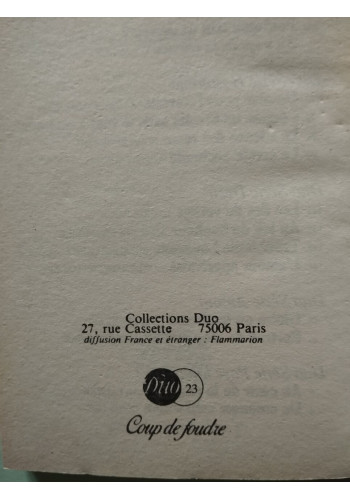 Collections Duo
27, rue Cassette 75006 Paris
diffusion France et étranger : Flammarion
Duo 23
Coup de foudre